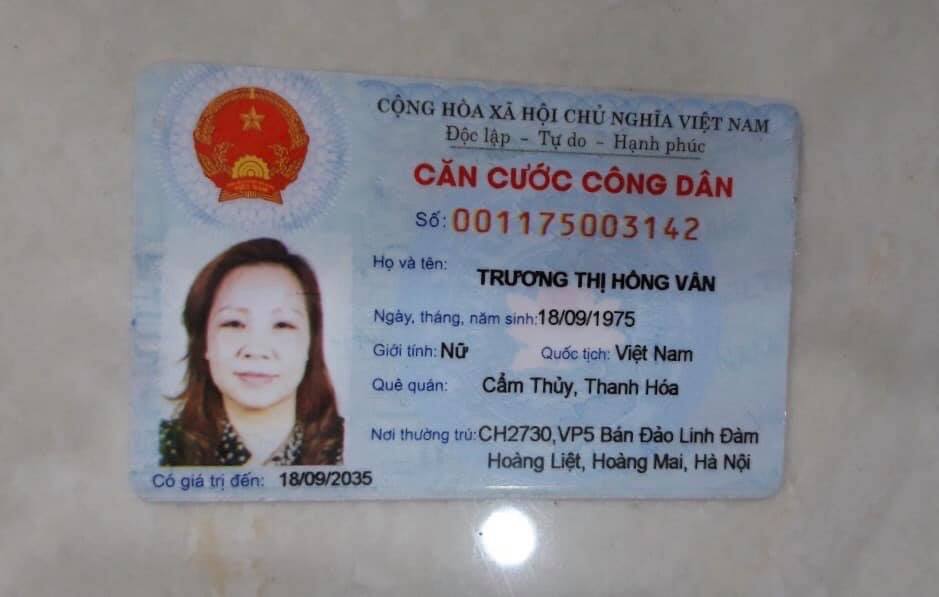 CỘNG HÒA XÃ HỘI CHỦ NGHĨA VIỆT NAM
Độc lập - Tự do - Hạnh phúc
CĂN CƯỚC CÔNG DÂN
Số: 001175003142
Họ và tên: TRƯƠNG THỊ HỒNG VÂN
Ngày, tháng, năm sinh: 18/09/1975
Giới tính: Nữ Quốc tịch: Việt Nam
Quê quán: Cẩm Thủy, Thanh Hóa
Nơi thường trú: CH2730,VP5 Bán Đảo Linh Đàm
Hoàng Liệt, Hoàng Mai, Hà Nội
Có giá trị đến: 18/09/2035